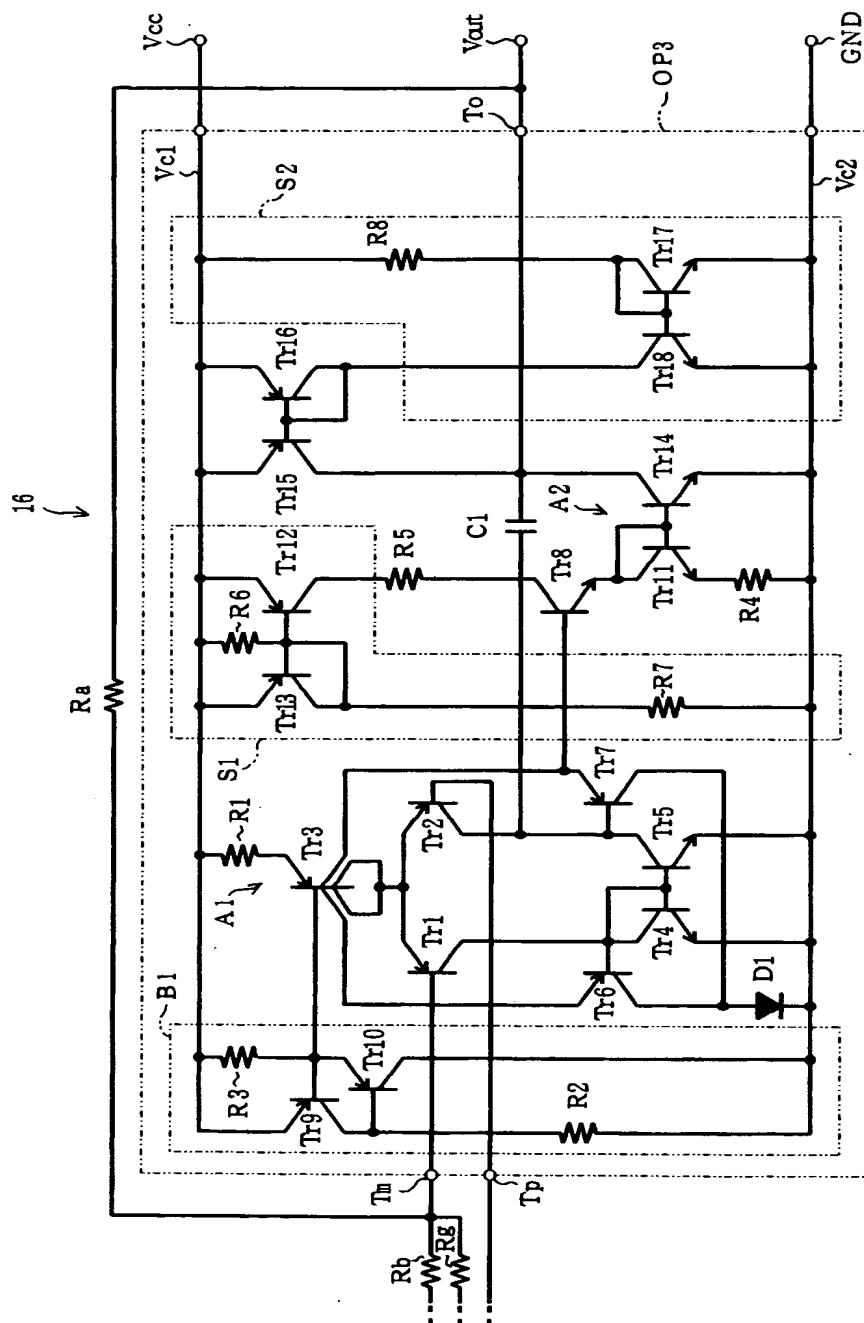 16
Ra
Vcc
Vc1
B1
A1
S1
S2
R3
R1
R6
Tr9
Tr10
Tr3
Tr13
Tr12
Tr15
Tr16
R5
R8
Rb
Rg
Tm
Tp
Tr1
Tr2
Tr8
C1
A2
To
Vout
R2
Tr6
Tr7
Tr4
Tr5
R7
Tr11
Tr14
Tr18
Tr17
D1
R4
OP3
Vc2
GND